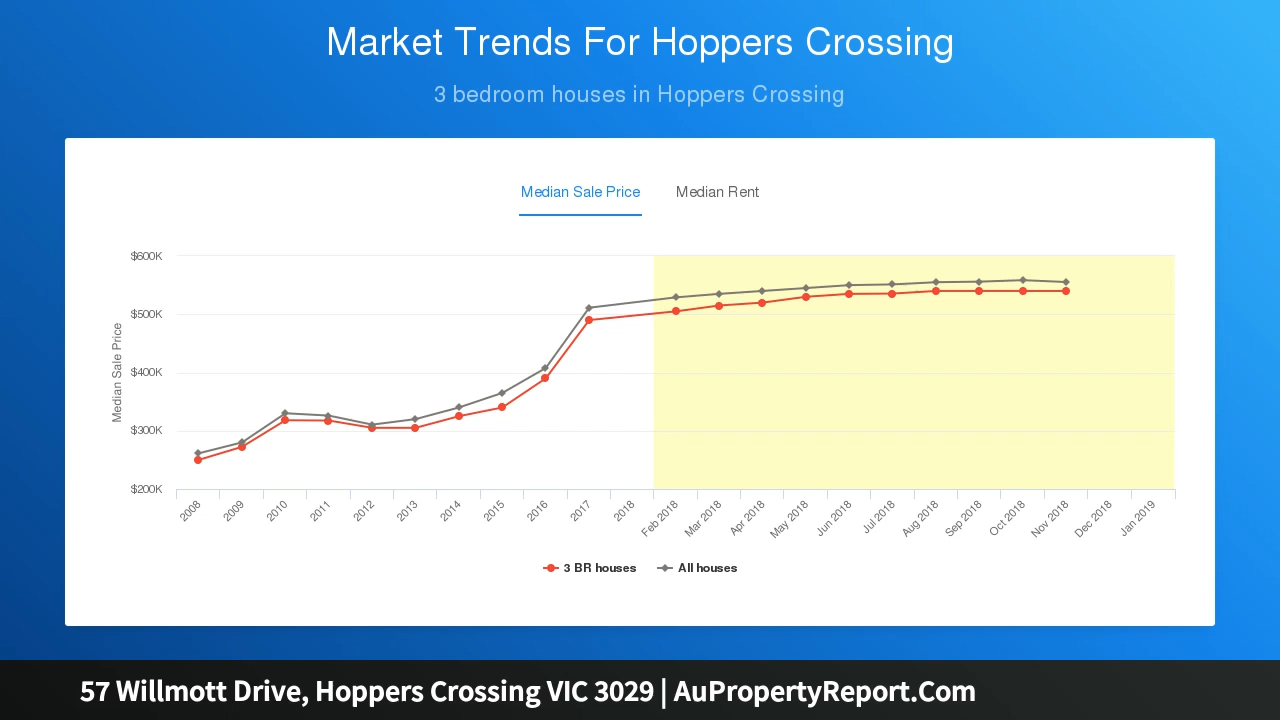 Market Trends For Hoppers Crossing
3 bedroom houses in Hoppers Crossing
Median Sale Price Median Rent
$600K
$500K
$400K
$300K
$200K
Median Sale Price
2008 2009 2010 2011 2012 2013 2014 2015 2016 2017 2018 Feb 2018 Mar 2018 Apr 2018 May 2018 Jun 2018 Jul 2018 Aug 2018 Sep 2018 Oct 2018 Nov 2018 Dec 2018 Jan 2019
3 BR houses All houses
57 Willmott Drive, Hoppers Crossing VIC 3029 | AuPropertyReport.Com